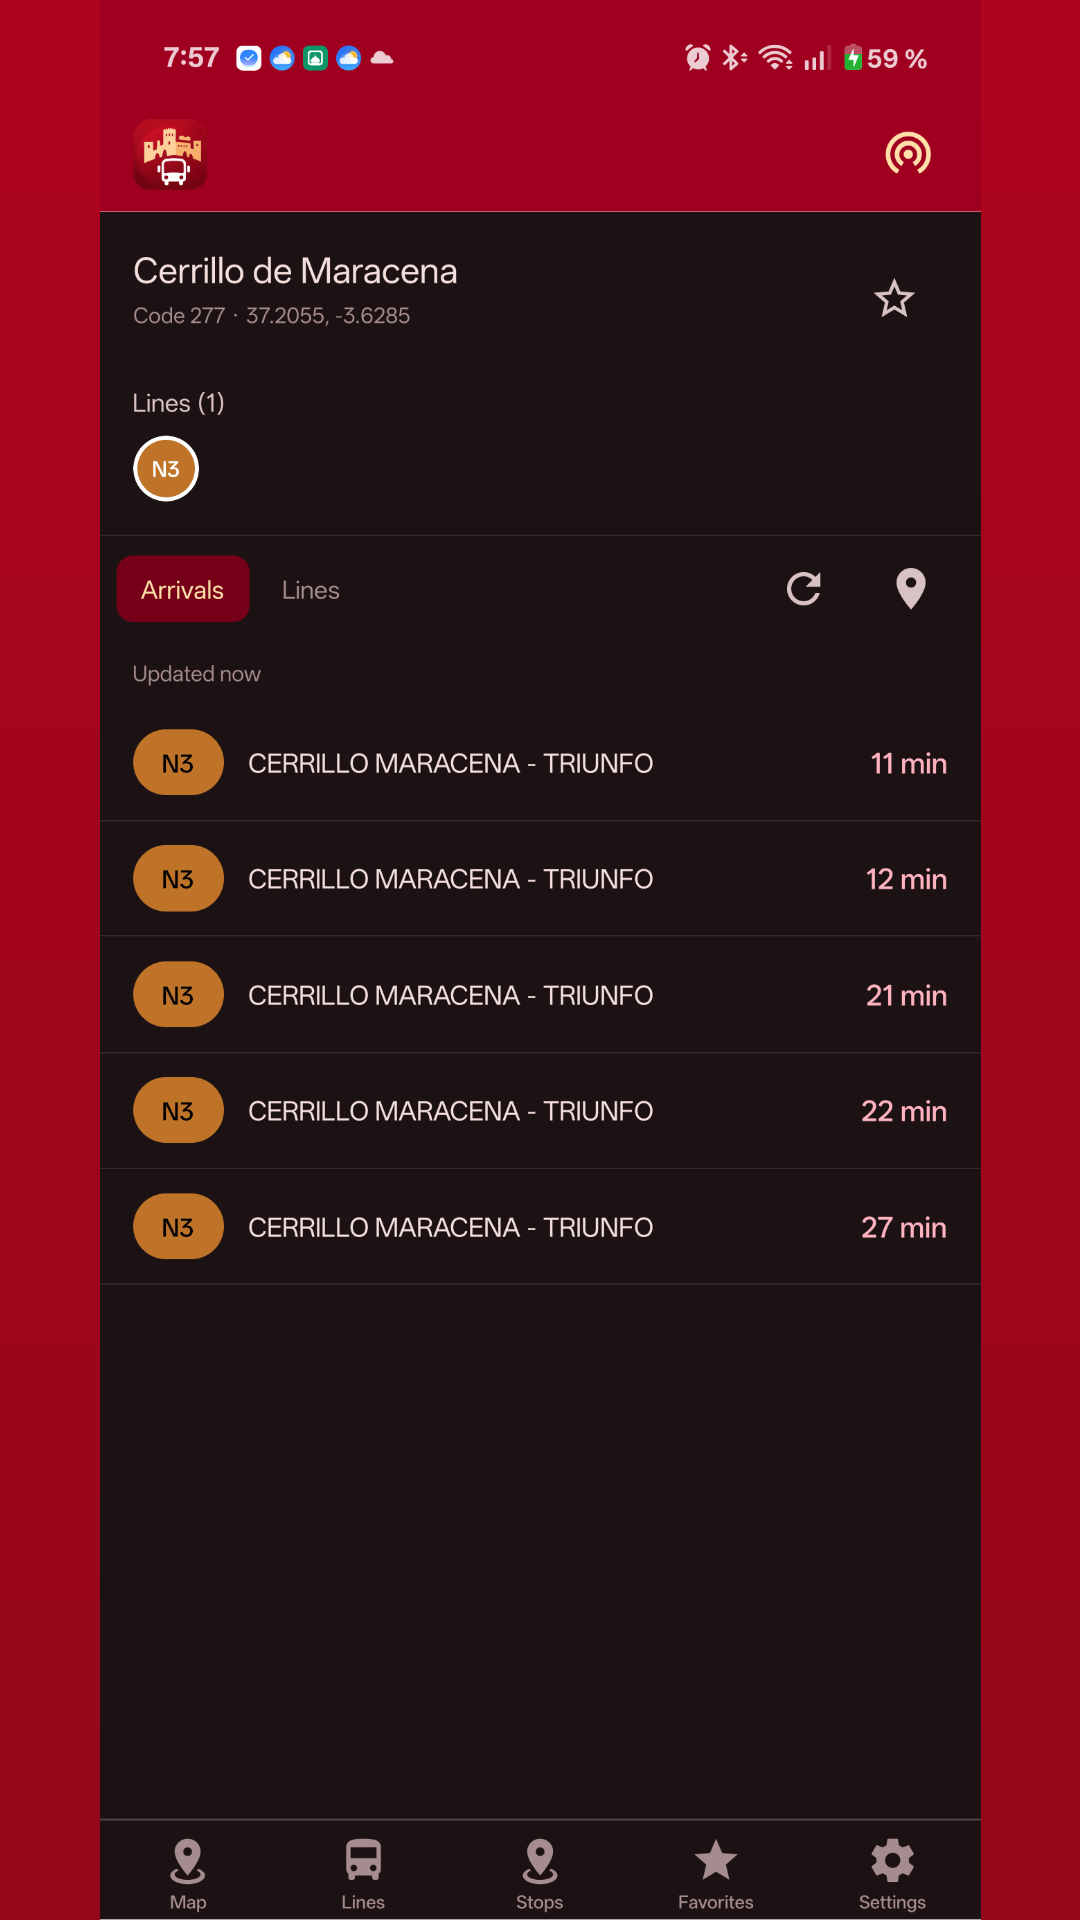 7:57
59 %
Cerrillo de Maracena
Code 277 · 37.2055, -3.6285
Lines (1)
N3
Arrivals Lines
Updated now
N3 CERRILLO MARACENA - TRIUNFO 11 min
N3 CERRILLO MARACENA - TRIUNFO 12 min
N3 CERRILLO MARACENA - TRIUNFO 21 min
N3 CERRILLO MARACENA - TRIUNFO 22 min
N3 CERRILLO MARACENA - TRIUNFO 27 min
Map Lines Stops Favorites Settings